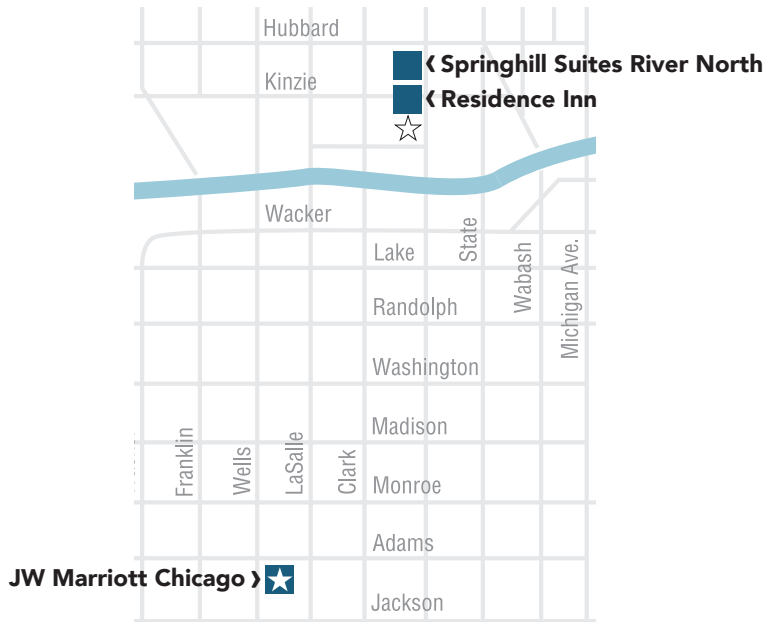 Hubbard
❮ Springhill Suites River North
Kinzie
❮ Residence Inn
Wacker
State
Lake
Wabash
Michigan Ave.
Randolph
Washington
Madison
Franklin
Wells
LaSalle
Clark
Monroe
Adams
JW Marriott Chicago ❯
Jackson